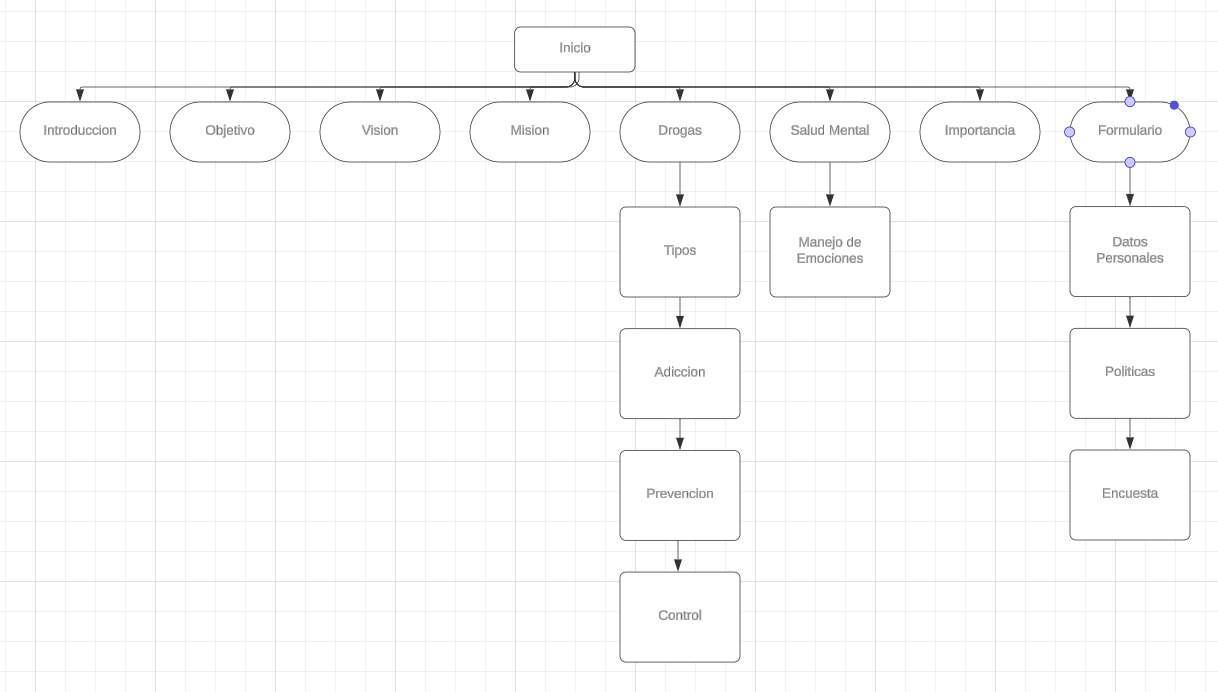 Inicio
Introduccion
Objetivo
Vision
Mision
Drogas
Salud Mental
Importancia
Formulario
Tipos
Manejo de
Emociones
Datos
Personales
Adiccion
Politicas
Prevencion
Encuesta
Control